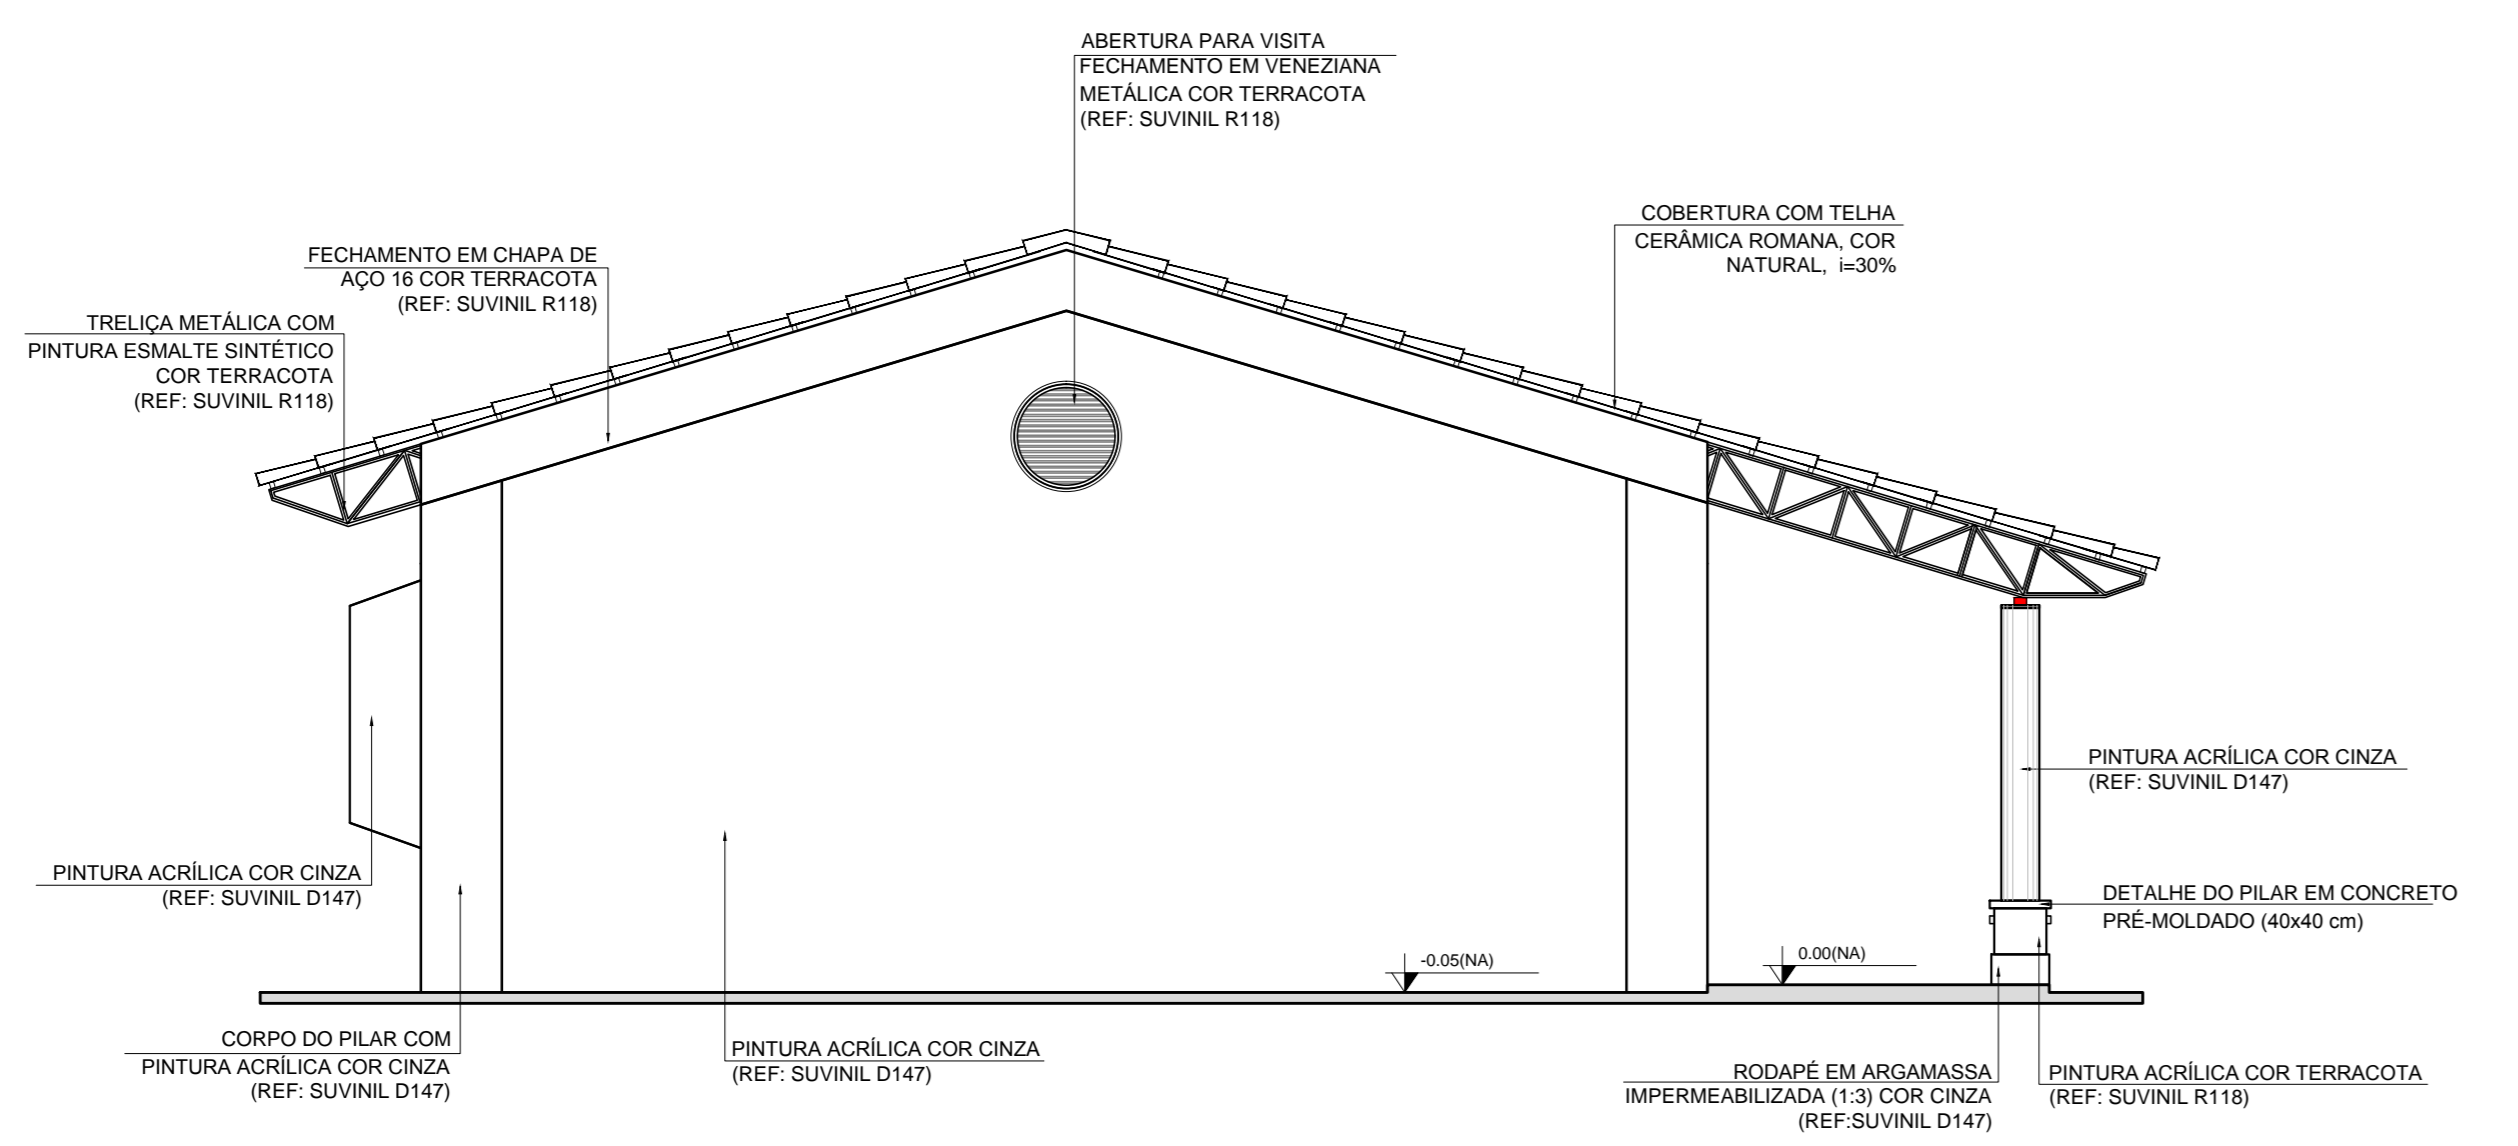 ABERTURA PARA VISITA
FECHAMENTO EM VENEZIANA
METÁLICA COR TERRACOTA
(REF: SUVINIL R118)
COBERTURA COM TELHA
CERÂMICA ROMANA, COR
NATURAL, i=30%
FECHAMENTO EM CHAPA DE
AÇO 16 COR TERRACOTA
(REF: SUVINIL R118)
TRELIÇA METÁLICA COM
PINTURA ESMALTE SINTÉTICO
COR TERRACOTA
(REF: SUVINIL R118)
PINTURA ACRÍLICA COR CINZA
(REF: SUVINIL D147)
PINTURA ACRÍLICA COR CINZA
(REF: SUVINIL D147)
DETALHE DO PILAR EM CONCRETO
PRÉ-MOLDADO (40x40 cm)
-0.05(NA)
0.00(NA)
CORPO DO PILAR COM
PINTURA ACRÍLICA COR CINZA
(REF: SUVINIL D147)
PINTURA ACRÍLICA COR CINZA
(REF: SUVINIL D147)
RODAPÉ EM ARGAMASSA
IMPERMEABILIZADA (1:3) COR CINZA
(REF:SUVINIL D147)
PINTURA ACRÍLICA COR TERRACOTA
(REF: SUVINIL R118)